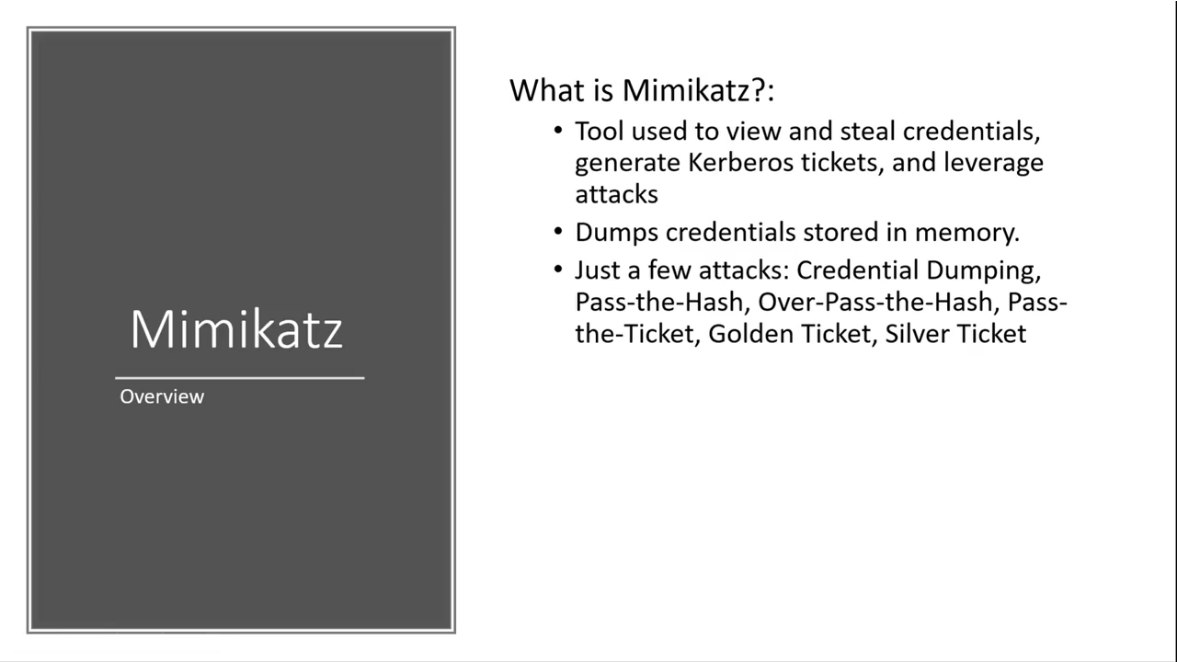 Mimikatz
Overview
What is Mimikatz?:
• Tool used to view and steal credentials,
generate Kerberos tickets, and leverage
attacks
• Dumps credentials stored in memory.
• Just a few attacks: Credential Dumping,
Pass-the-Hash, Over-Pass-the-Hash, Pass-
the-Ticket, Golden Ticket, Silver Ticket